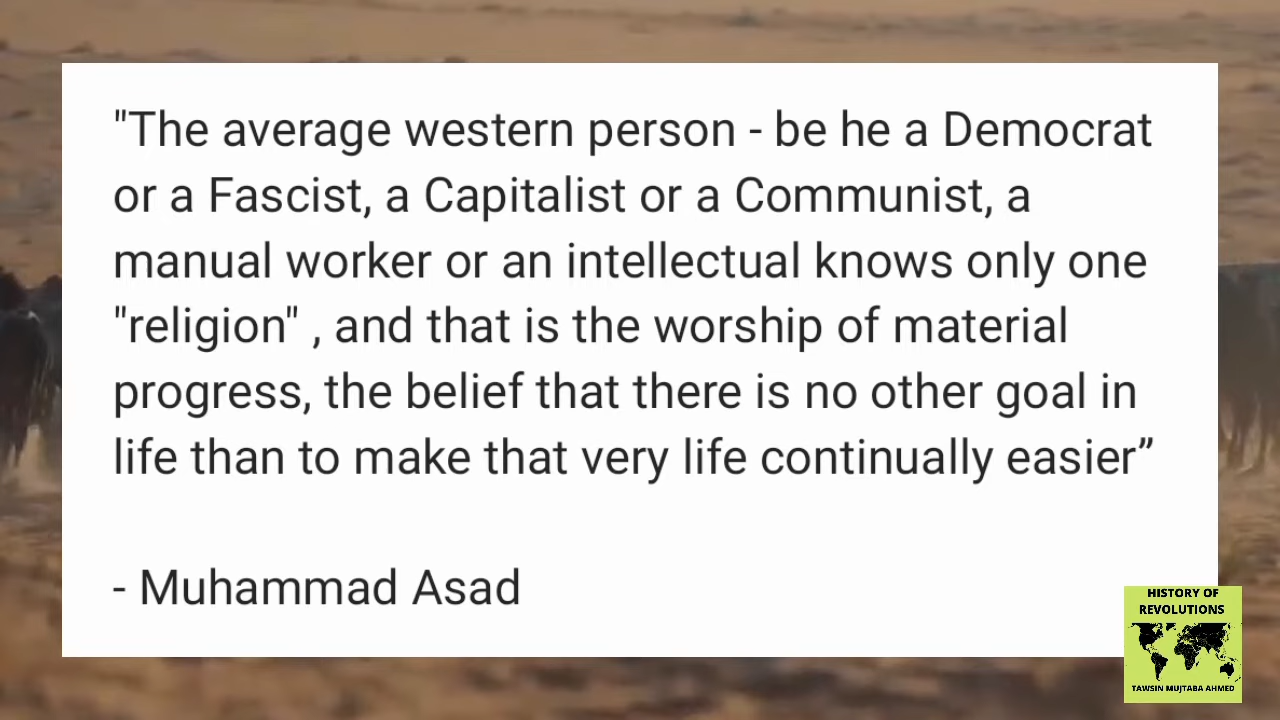 "The average western person - be he a Democrat
or a Fascist, a Capitalist or a Communist, a
manual worker or an intellectual knows only one
"religion" , and that is the worship of material
progress, the belief that there is no other goal in
life than to make that very life continually easier”
- Muhammad Asad
HISTORY OF
REVOLUTIONS
TAWSIN MUJTABA AHMED